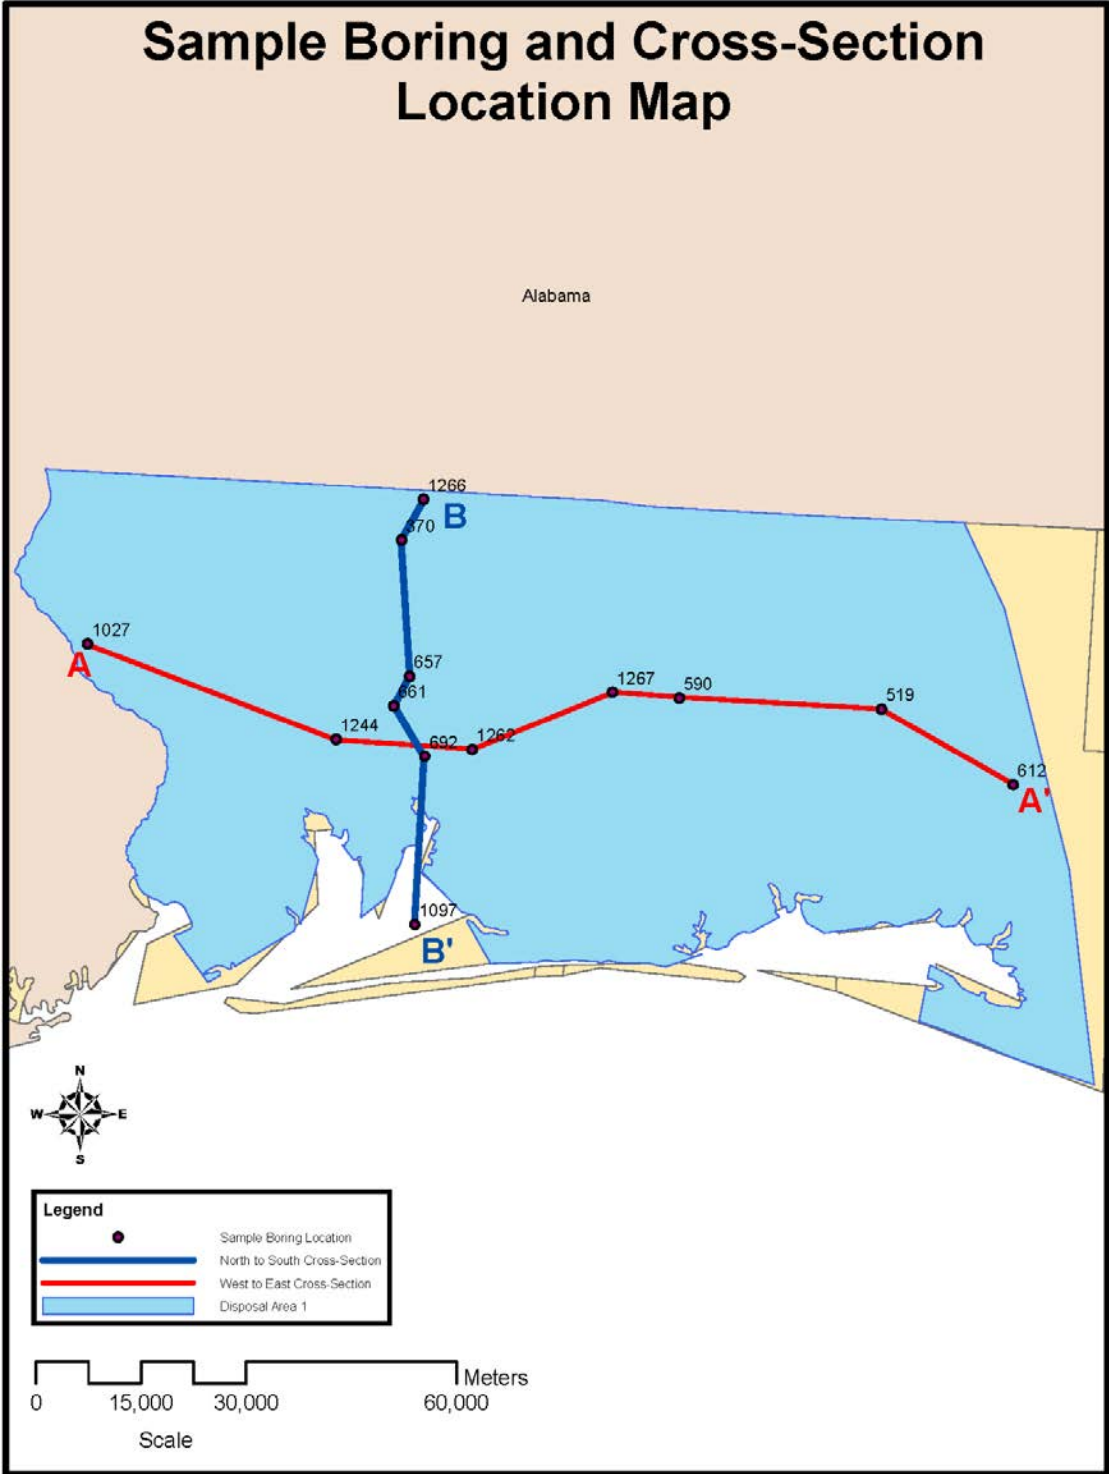 Sample Boring and Cross-Section
Location Map
Alabama
1266
B
370
1027
A
657
661
1267
590
519
1244
692
1262
612
A'
1097
B'
N
W
E
S
Legend
Sample Boring Location
North to South Cross-Section
West to East Cross-Section
Disposal Area 1
Meters
0
15,000
30,000
60,000
Scale